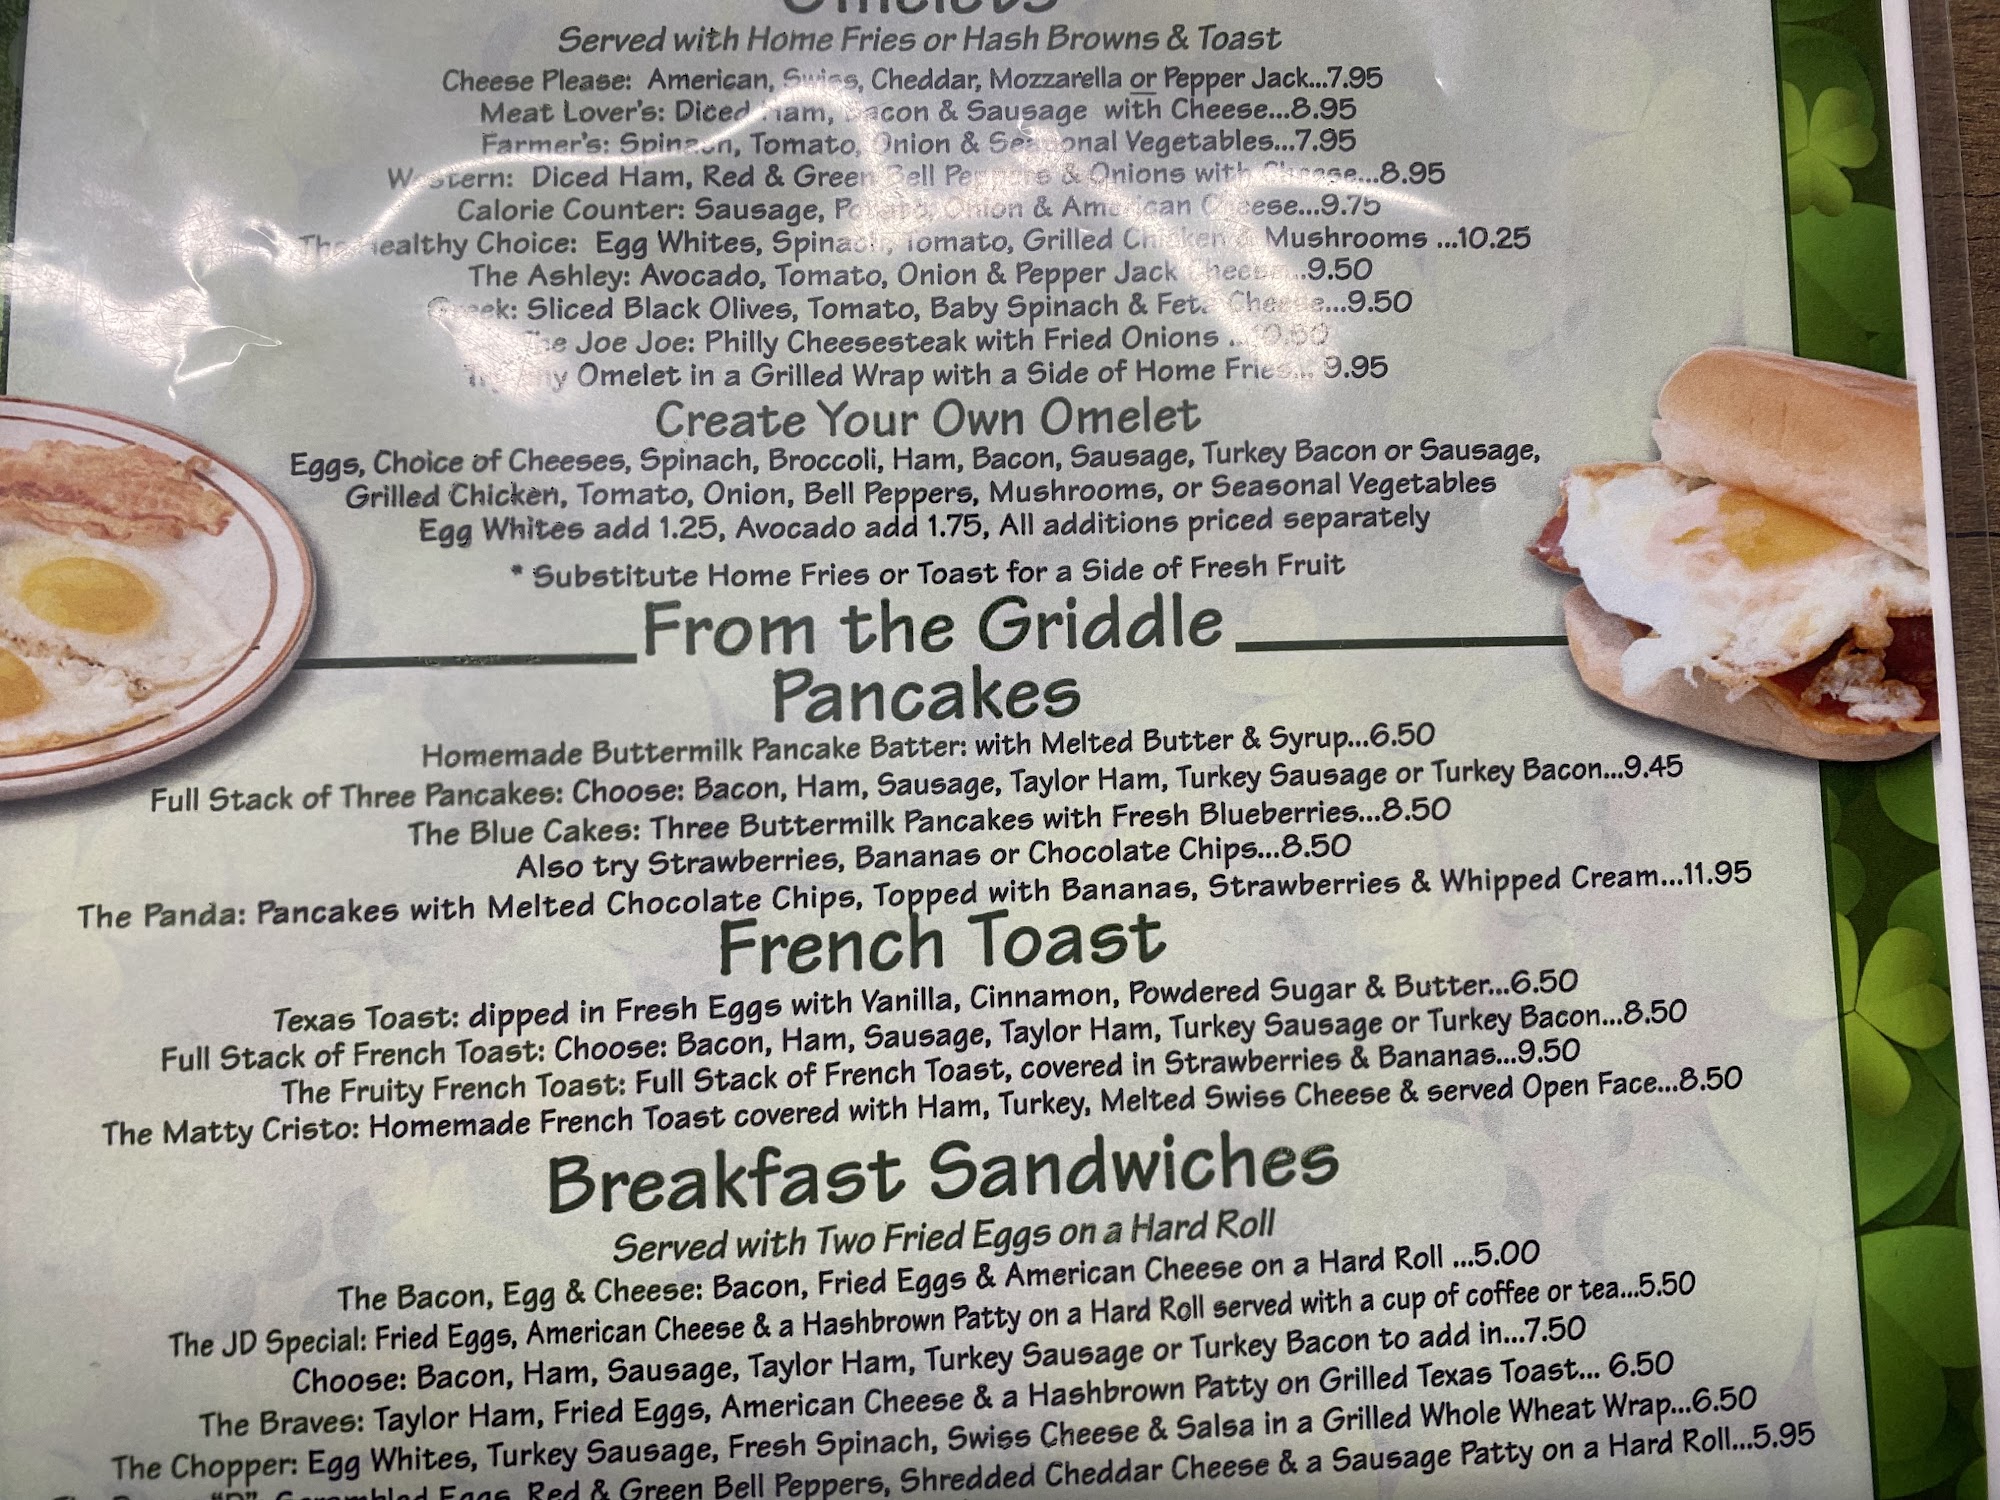 Omelets
Served with Home Fries or Hash Browns & Toast
Cheese Please: American, Swiss, Cheddar, Mozzarella or Pepper Jack...7.95
Meat Lover's: Diced Ham, Bacon & Sausage with Cheese...8.95
Farmer's: Spinach, Tomato, Onion & Seasonal Vegetables...7.95
Western: Diced Ham, Red & Green Bell Peppers & Onions with Cheese...8.95
Calorie Counter: Sausage, Potato, Onion & American Cheese...9.75
The Healthy Choice: Egg Whites, Spinach, Tomato, Grilled Chicken & Mushrooms ...10.25
The Ashley: Avocado, Tomato, Onion & Pepper Jack Cheese...9.50
Greek: Sliced Black Olives, Tomato, Baby Spinach & Feta Cheese...9.50
The Joe Joe: Philly Cheesesteak with Fried Onions ...10.50
Try Any Omelet in a Grilled Wrap with a Side of Home Fries... 9.95
Create Your Own Omelet
Eggs, Choice of Cheeses, Spinach, Broccoli, Ham, Bacon, Sausage, Turkey Bacon or Sausage,
Grilled Chicken, Tomato, Onion, Bell Peppers, Mushrooms, or Seasonal Vegetables
Egg Whites add 1.25, Avocado add 1.75, All additions priced separately
* Substitute Home Fries or Toast for a Side of Fresh Fruit
From the Griddle
Pancakes
Homemade Buttermilk Pancake Batter: with Melted Butter & Syrup...6.50
Full Stack of Three Pancakes: Choose: Bacon, Ham, Sausage, Taylor Ham, Turkey Sausage or Turkey Bacon...9.45
The Blue Cakes: Three Buttermilk Pancakes with Fresh Blueberries...8.50
Also try Strawberries, Bananas or Chocolate Chips...8.50
The Panda: Pancakes with Melted Chocolate Chips, Topped with Bananas, Strawberries & Whipped Cream...11.95
French Toast
Texas Toast: dipped in Fresh Eggs with Vanilla, Cinnamon, Powdered Sugar & Butter...6.50
Full Stack of French Toast: Choose: Bacon, Ham, Sausage, Taylor Ham, Turkey Sausage or Turkey Bacon...8.50
The Fruity French Toast: Full Stack of French Toast, covered in Strawberries & Bananas...9.50
The Matty Cristo: Homemade French Toast covered with Ham, Turkey, Melted Swiss Cheese & served Open Face...8.50
Breakfast Sandwiches
Served with Two Fried Eggs on a Hard Roll
The Bacon, Egg & Cheese: Bacon, Fried Eggs & American Cheese on a Hard Roll ...5.00
The JD Special: Fried Eggs, American Cheese & a Hashbrown Patty on a Hard Roll served with a cup of coffee or tea...5.50
Choose: Bacon, Ham, Sausage, Taylor Ham, Turkey Sausage or Turkey Bacon to add in...7.50
The Braves: Taylor Ham, Fried Eggs, American Cheese & a Hashbrown Patty on Grilled Texas Toast... 6.50
The Chopper: Egg Whites, Turkey Sausage, Fresh Spinach, Swiss Cheese & Salsa in a Grilled Whole Wheat Wrap...6.50
Scrambled Eggs, Red & Green Bell Peppers, Shredded Cheddar Cheese & a Sausage Patty on a Hard Roll...5.95